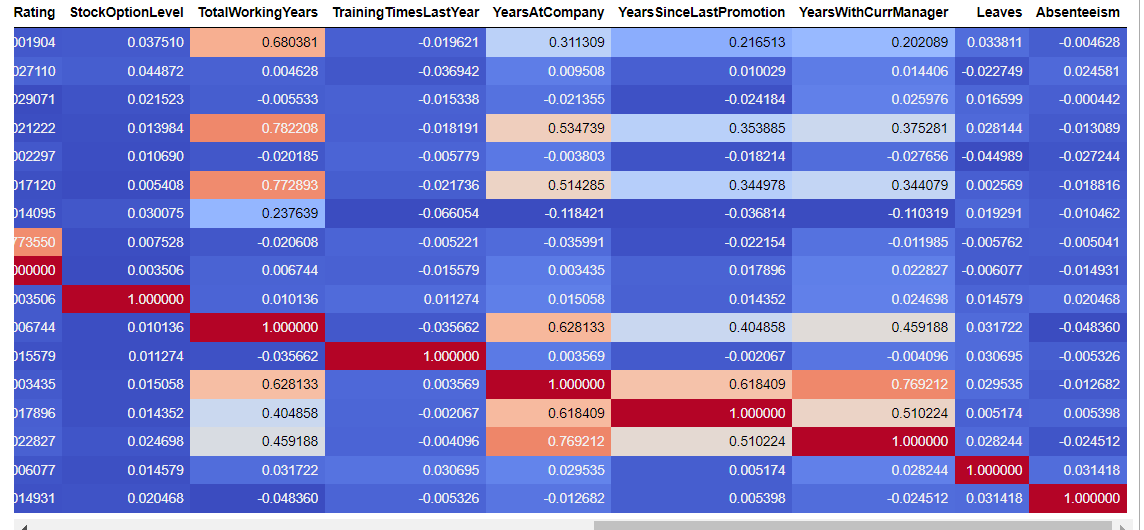 Rating StockOptionLevel TotalWorkingYears TrainingTimesLastYear YearsAtCompany YearsSinceLastPromotion YearsWithCurrManager Leaves Absenteeism
001904 0.037510 0.680381 -0.019621 0.311309 0.216513 0.202089 0.033811 -0.004628
027110 0.044872 0.004628 -0.036942 0.009508 0.010029 0.014406 -0.022749 0.024581
029071 0.021523 -0.005533 -0.015338 -0.021355 -0.024184 0.025976 0.016599 -0.000442
021222 0.013984 0.782208 -0.018191 0.534739 0.353885 0.375281 0.028144 -0.013089
002297 0.010690 -0.020185 -0.005779 -0.003803 -0.018214 -0.027656 -0.044989 -0.027244
017120 0.005408 0.772893 -0.021736 0.514285 0.344978 0.344079 0.002569 -0.018816
014095 0.030075 0.237639 -0.066054 -0.118421 -0.036814 -0.110319 0.019291 -0.010462
773550 0.007528 -0.020608 -0.005221 -0.035991 -0.022154 -0.011985 -0.005762 -0.005041
000000 0.003506 0.006744 -0.015579 0.003435 0.017896 0.022827 -0.006077 -0.014931
003506 1.000000 0.010136 0.011274 0.015058 0.014352 0.024698 0.014579 0.020468
006744 0.010136 1.000000 -0.035662 0.628133 0.404858 0.459188 0.031722 -0.048360
015579 0.011274 -0.035662 1.000000 0.003569 -0.002067 -0.004096 0.030695 -0.005326
003435 0.015058 0.628133 0.003569 1.000000 0.618409 0.769212 0.029535 -0.012682
017896 0.014352 0.404858 -0.002067 0.618409 1.000000 0.510224 0.005174 0.005398
022827 0.024698 0.459188 -0.004096 0.769212 0.510224 1.000000 0.028244 -0.024512
006077 0.014579 0.031722 0.030695 0.029535 0.005174 0.028244 1.000000 0.031418
014931 0.020468 -0.048360 -0.005326 -0.012682 0.005398 -0.024512 0.031418 1.000000